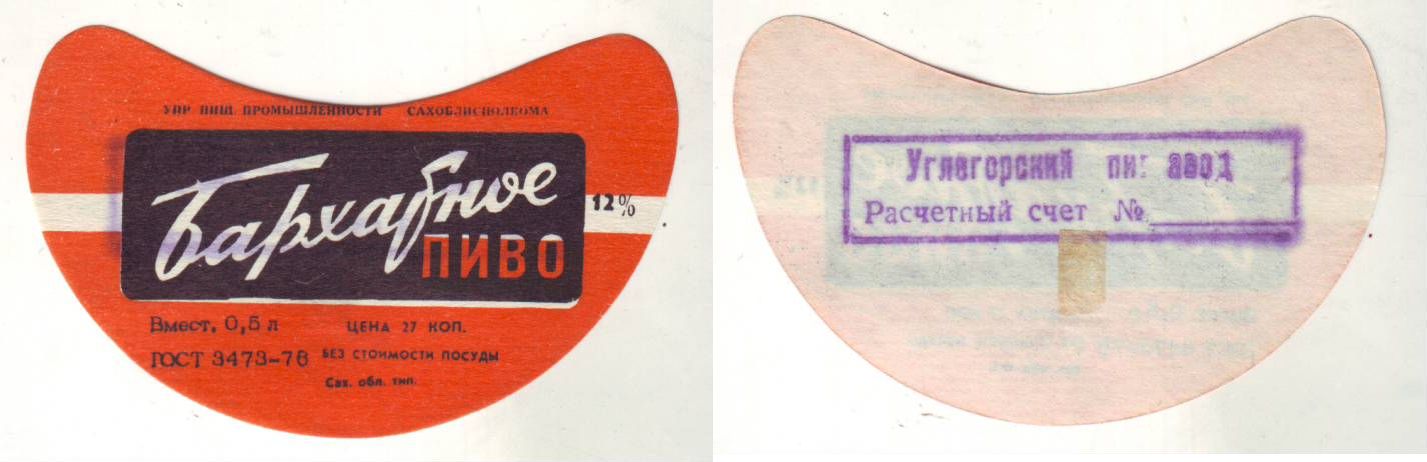 УПР ПИЩ. ПРОМЫШЛЕННОСТИ САХОБЛИСПОЛКОМА
Бархатное
ПИВО
12%
Вмест. 0,5 л ЦЕНА 27 КОП.
ГОСТ 3473-78 БЕЗ СТОИМОСТИ ПОСУДЫ
Сах. обл. тип.
Углегорский авод
Расчетный счет №